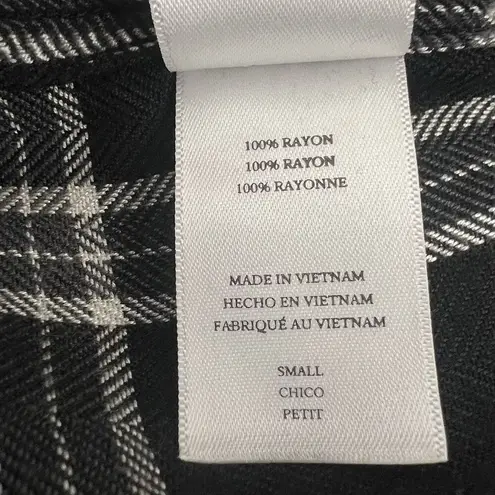 100% RAYON
100% RAYON
100% RAYONNE
MADE IN VIETNAM
HECHO EN VIETNAM
FABRIQUÉ AU VIETNAM
SMALL
CHICO
PETIT